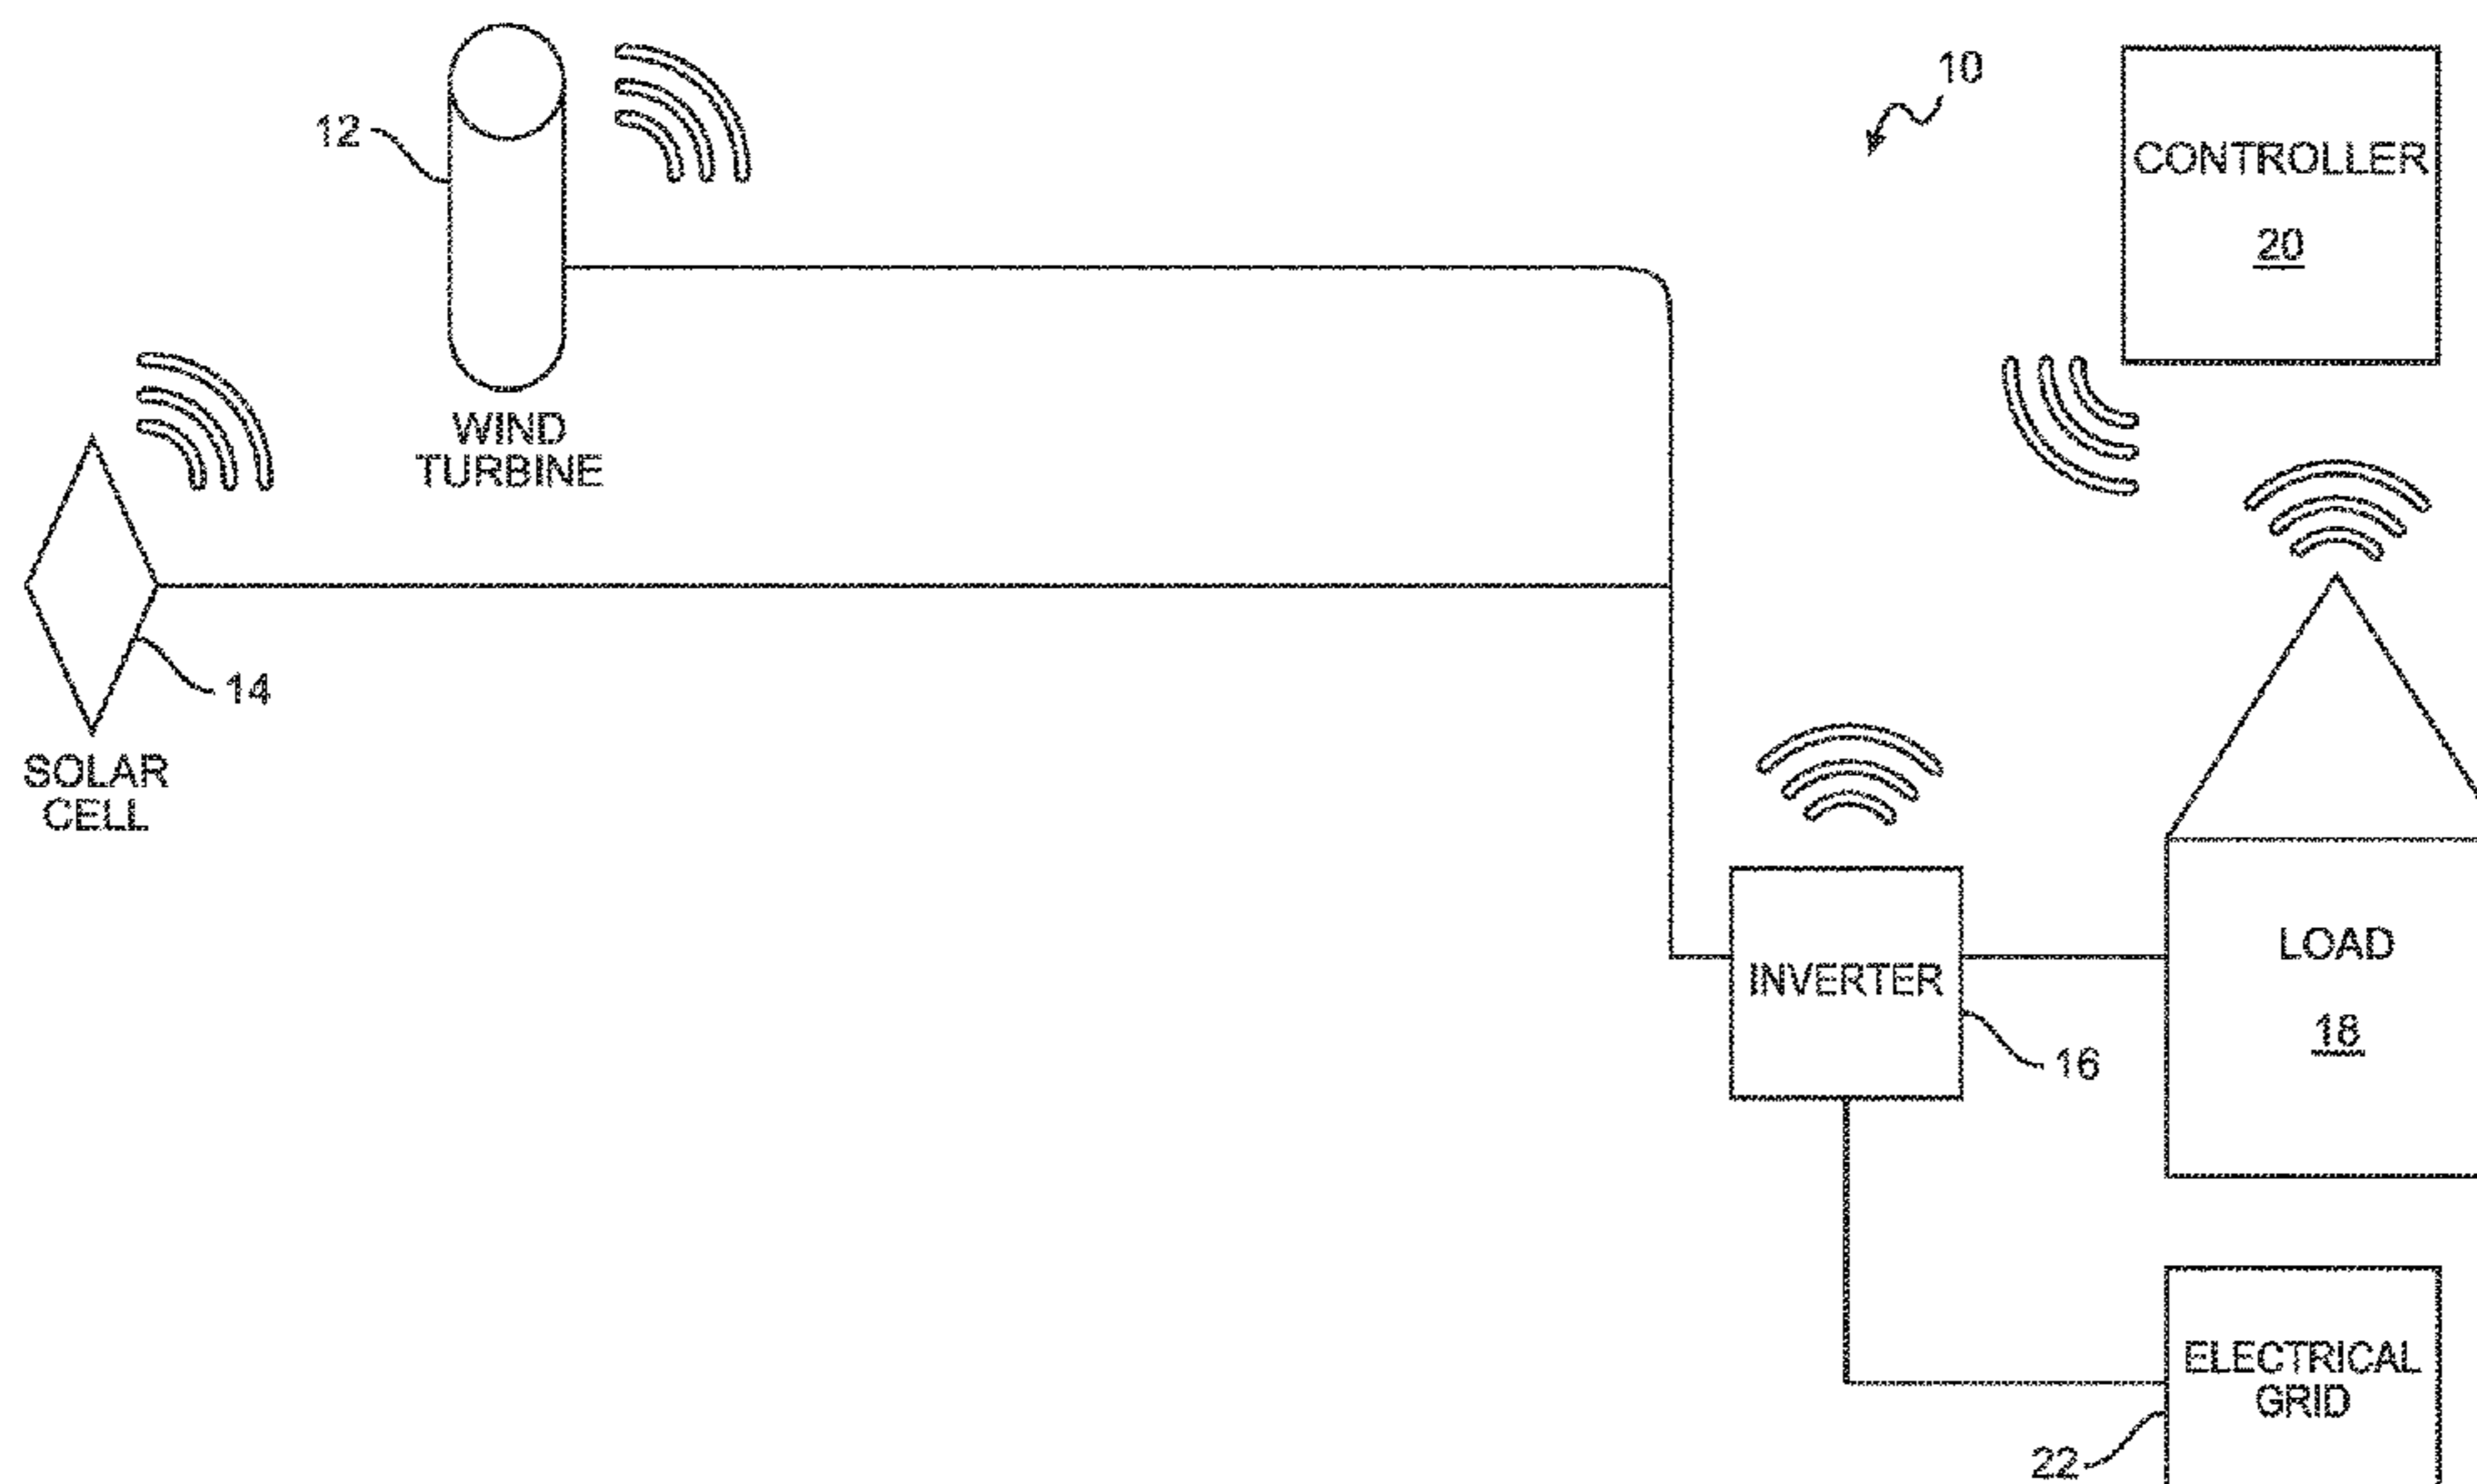 10
CONTROLLER
20
12
WIND
TURBINE
14
SOLAR
CELL
INVERTER
16
LOAD
18
ELECTRICAL
GRID
22